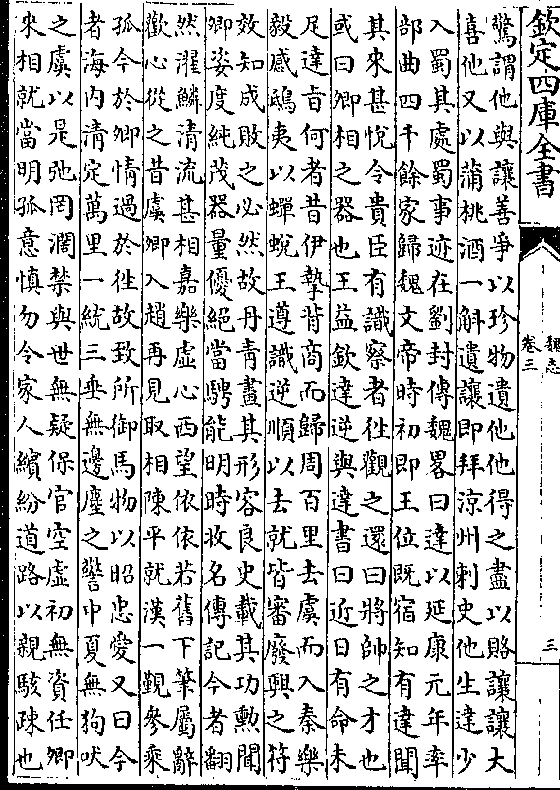 欽定四庫全書
魏志
卷三
三
驚謂他與讓善爭以珍物遺他他得之盡以賂讓讓大
喜他又以蒲桃酒一斛遺讓即拜涼州刺史他生達少
入蜀其處蜀事迹在劉封傳魏畧曰達以延康元年率
部曲四千餘家歸魏文帝時初即王位既宿知有達聞
其來甚悅令貴臣有識察者往觀之還曰將帥之才也
或曰卿相之器也王益欽達逆與達書曰近日有命未
足達旨何者昔伊摯背商而歸周百里去虞而入秦樂
毅感鴟夷以蟬蛻王遵識逆順以去就皆審廢興之符
效知成敗之必然故丹青畫其形容良史載其功勲聞
卿姿度純茂器量優絕當騁能明時收名傳記今者翻
然濯鱗清流甚相嘉樂虛心西望依依若舊下筆屬辭
歡心從之昔虞卿入趙再見取相陳平就漢一覲參乘
孤今於卿情過於往故致所御馬物以昭忠愛又曰今
者海內清定萬里一統三垂無邊塵之警中夏無狗吠
之虞以是弛罔濶禁與世無疑保官空虛初無資任卿
來相就當明孤意慎勿令家人繽紛道路以親駭疎也